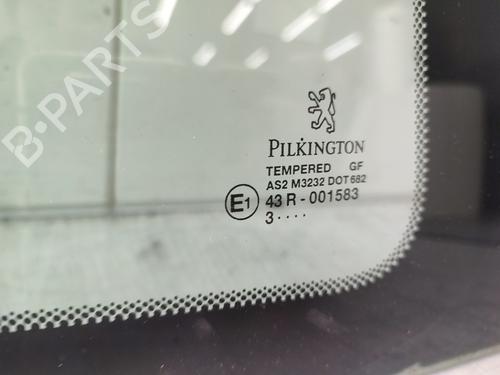 B-PARTS
PILKINGTON
TEMPERED GF
AS2 M3232 DOT 682
E1 43 R - 001583
3 · · · ·